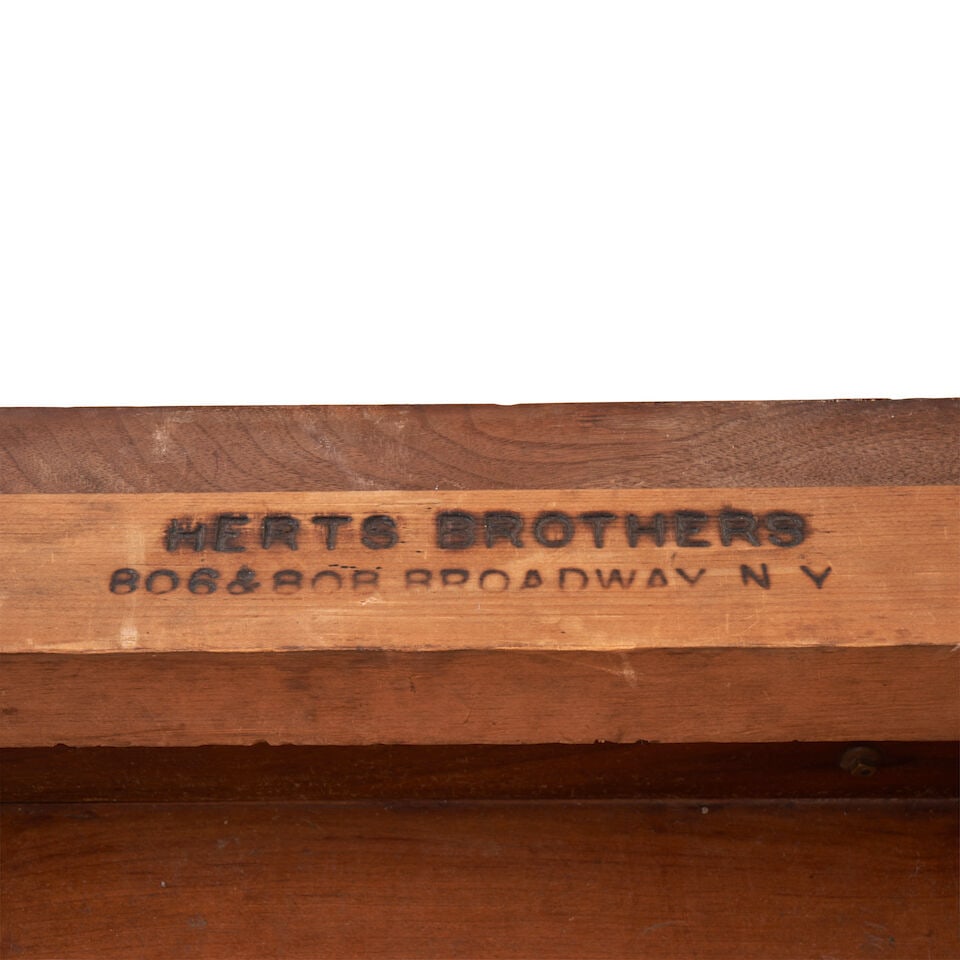 HERTS BROTHERS
806 & 808 BROADWAY N Y